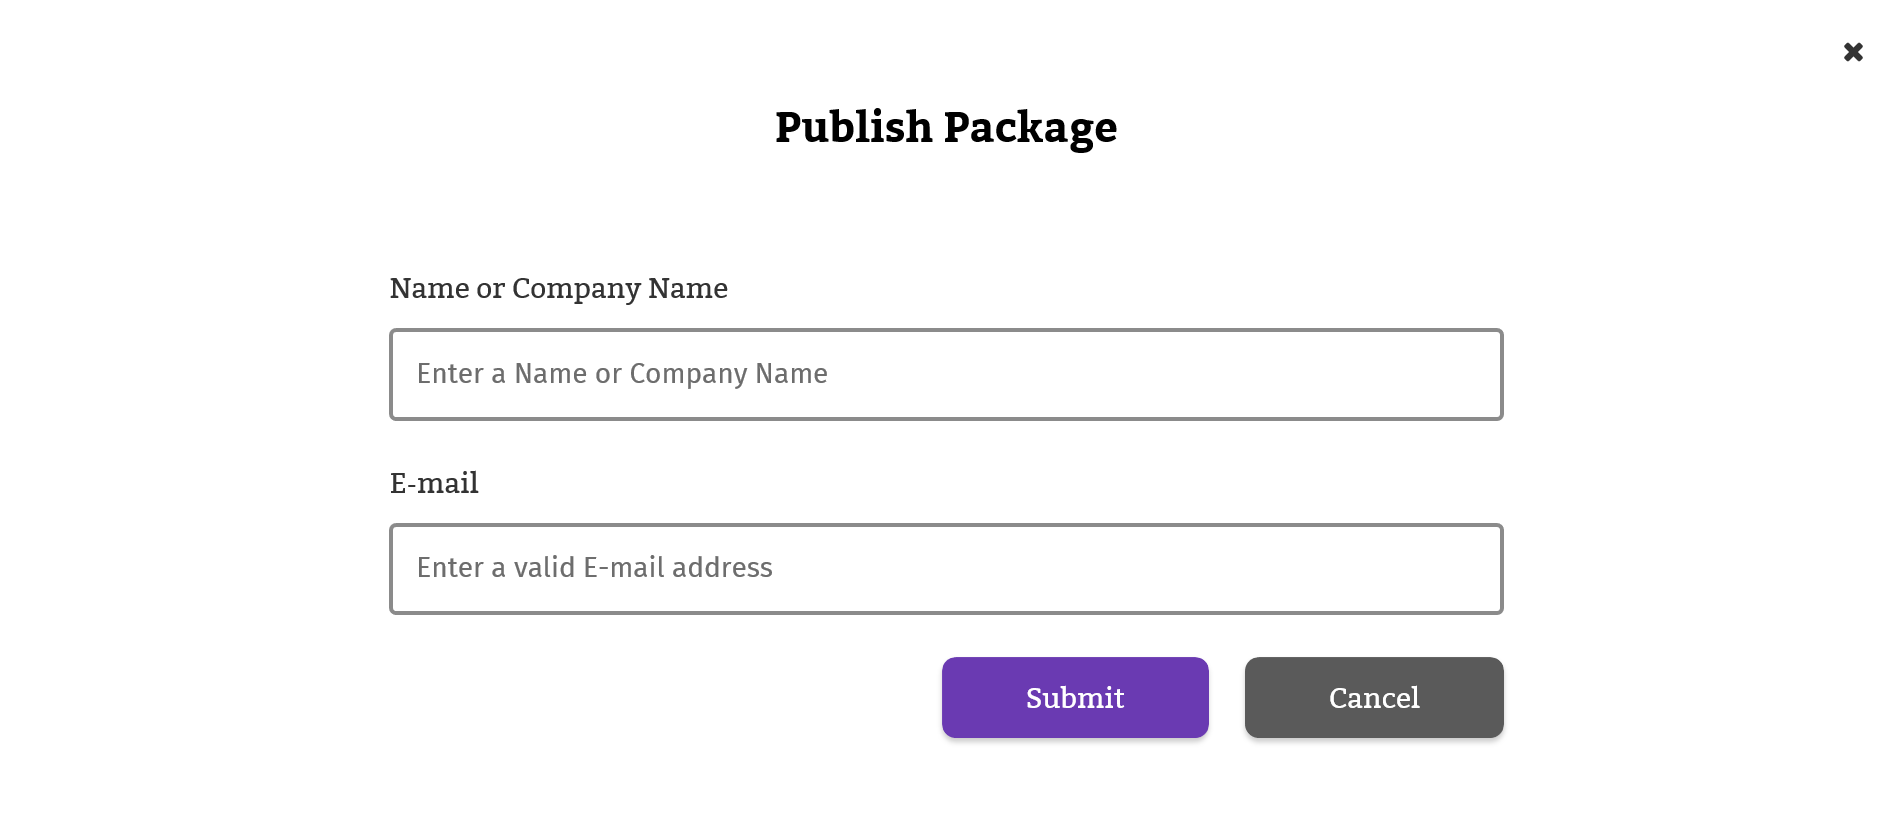 Publish Package
Name or Company Name
Enter a Name or Company Name
E-mail
Enter a valid E-mail address
Submit
Cancel